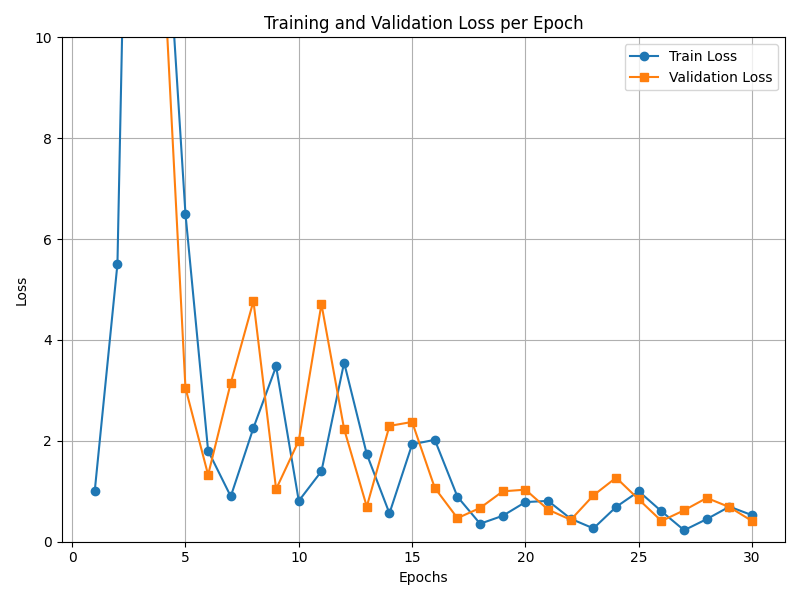 Training and Validation Loss per Epoch
Train Loss
Validation Loss
10
8
6
4
2
0
Loss
0 5 10 15 20 25 30
Epochs